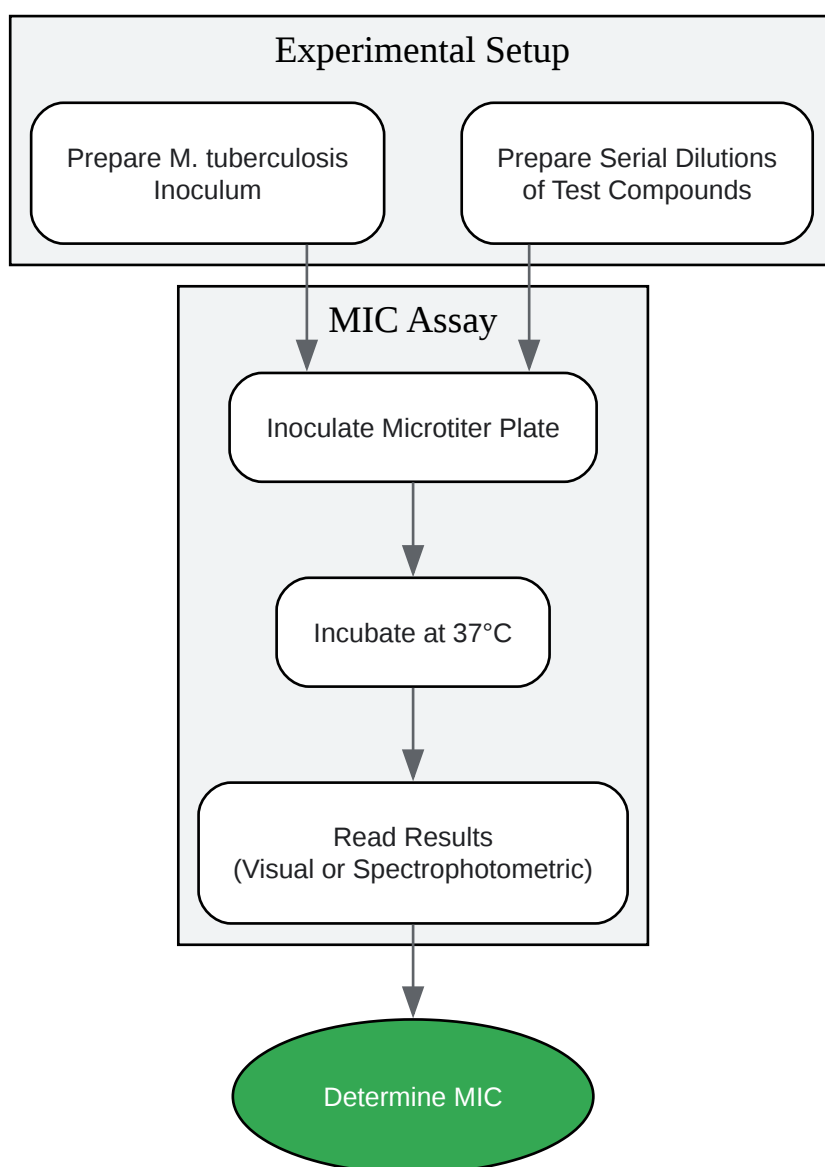 Experimental Setup
Prepare M. tuberculosis
Inoculum
Prepare Serial Dilutions
of Test Compounds
MIC Assay
Inoculate Microtiter Plate
Incubate at 37°C
Read Results
(Visual or Spectrophotometric)
Determine MIC